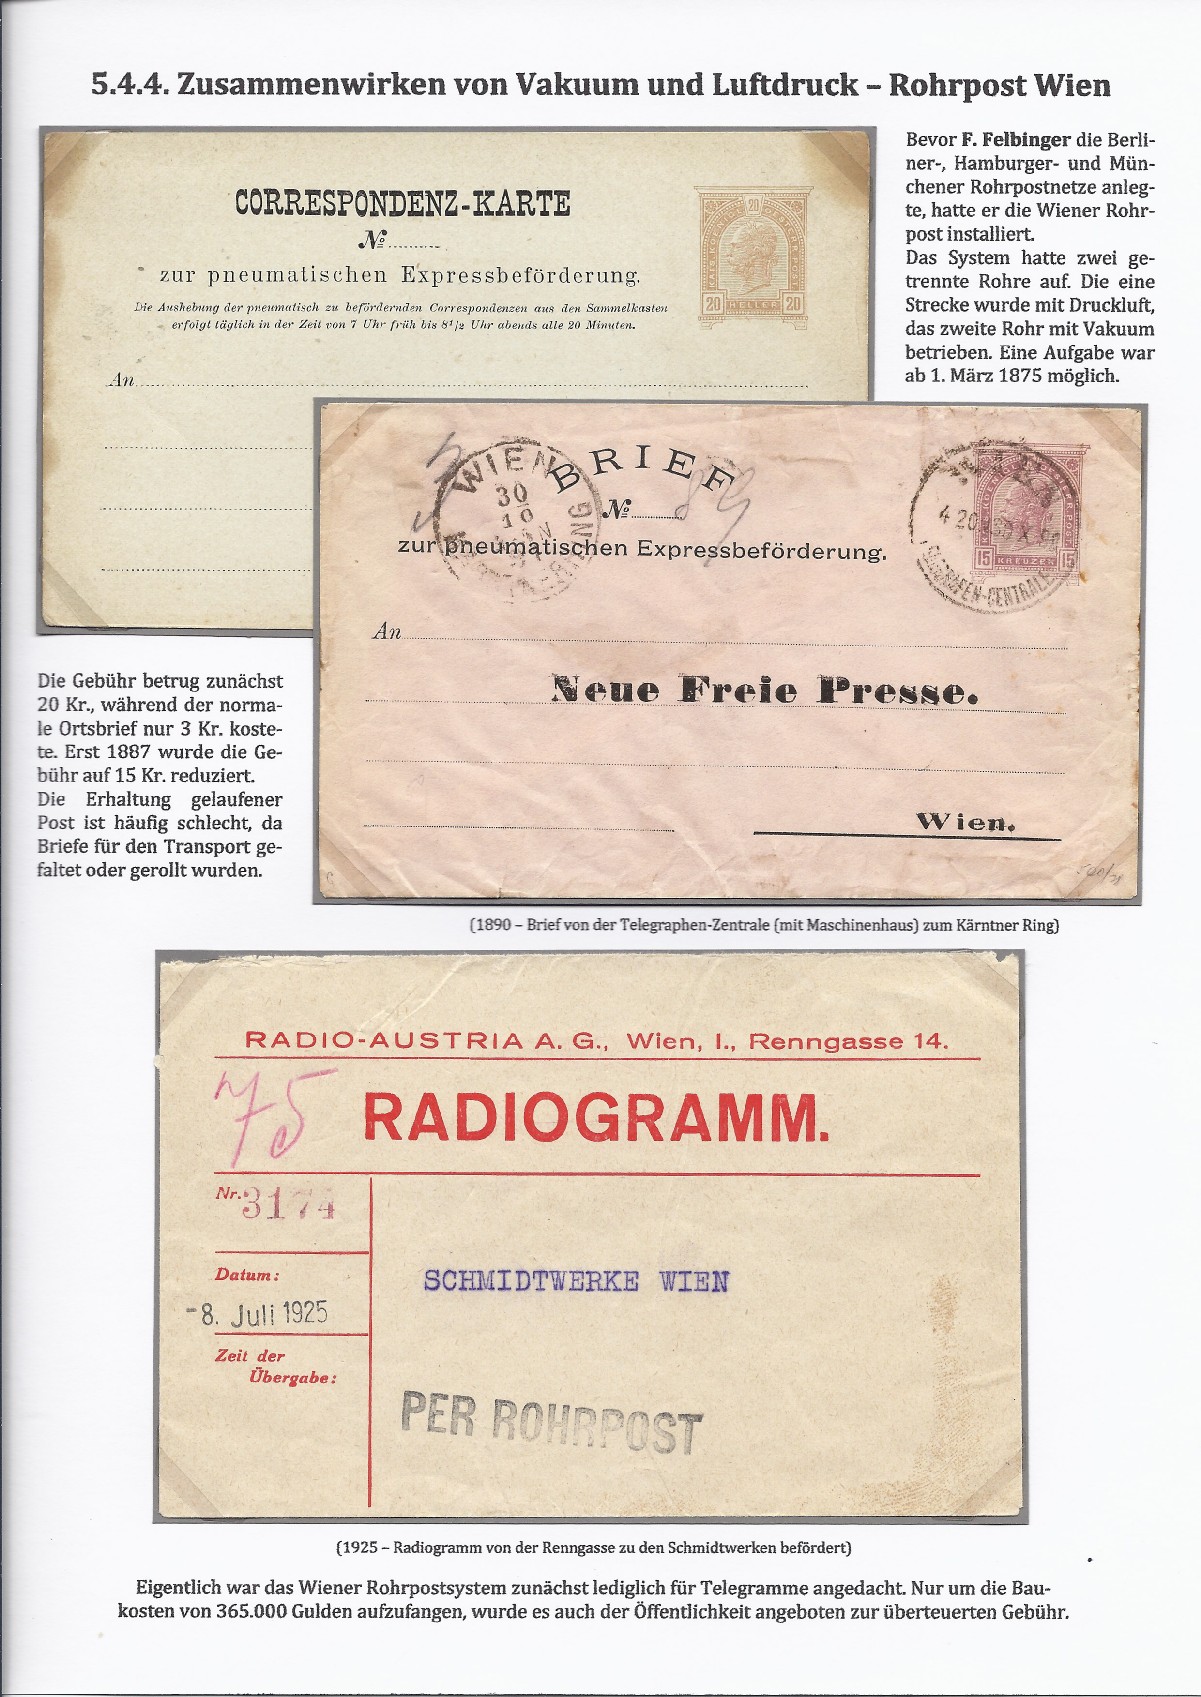 5.4.4. Zusammenwirken von Vakuum und Luftdruck – Rohrpost Wien
CORRESPONDENZ-KARTE
№
zur pneumatischen Expressbeförderung.
Die Aushebung der pneumatisch zu befördernden Correspondenzen aus den Sammelkasten
erfolgt täglich in der Zeit von 7 Uhr früh bis 8½ Uhr abends alle 20 Minuten.
An
20
20 HELLER 20
Bevor F. Felbinger die Berli-
ner-, Hamburger- und Mün-
chener Rohrpostnetze anleg-
te, hatte er die Wiener Rohr-
post installiert.
Das System hatte zwei ge-
trennte Rohre auf. Die eine
Strecke wurde mit Druckluft,
das zweite Rohr mit Vakuum
betrieben. Eine Aufgabe war
ab 1. März 1875 möglich.
BRIEF
№
zur pneumatischen Expressbeförderung.
WIEN
30
10
15 KREUZER 15
An
Neue Freie Presse.
Wien.
Die Gebühr betrug zunächst
20 Kr., während der norma-
le Ortsbrief nur 3 Kr. koste-
te. Erst 1887 wurde die Ge-
bühr auf 15 Kr. reduziert.
Die Erhaltung gelaufener
Post ist häufig schlecht, da
Briefe für den Transport ge-
faltet oder gerollt wurden.
(1890 – Brief von der Telegraphen-Zentrale (mit Maschinenhaus) zum Kärntner Ring)
RADIO-AUSTRIA A. G., Wien, I., Renngasse 14.
75
RADIOGRAMM.
Nr. 3174
Datum:
-8. Juli 1925
Zeit der
Übergabe:
SCHMIDTWERKE WIEN
PER ROHRPOST
(1925 – Radiogramm von der Renngasse zu den Schmidtwerken befördert)
Eigentlich war das Wiener Rohrpostsystem zunächst lediglich für Telegramme angedacht. Nur um die Bau-
kosten von 365.000 Gulden aufzufangen, wurde es auch der Öffentlichkeit angeboten zur überteuerten Gebühr.